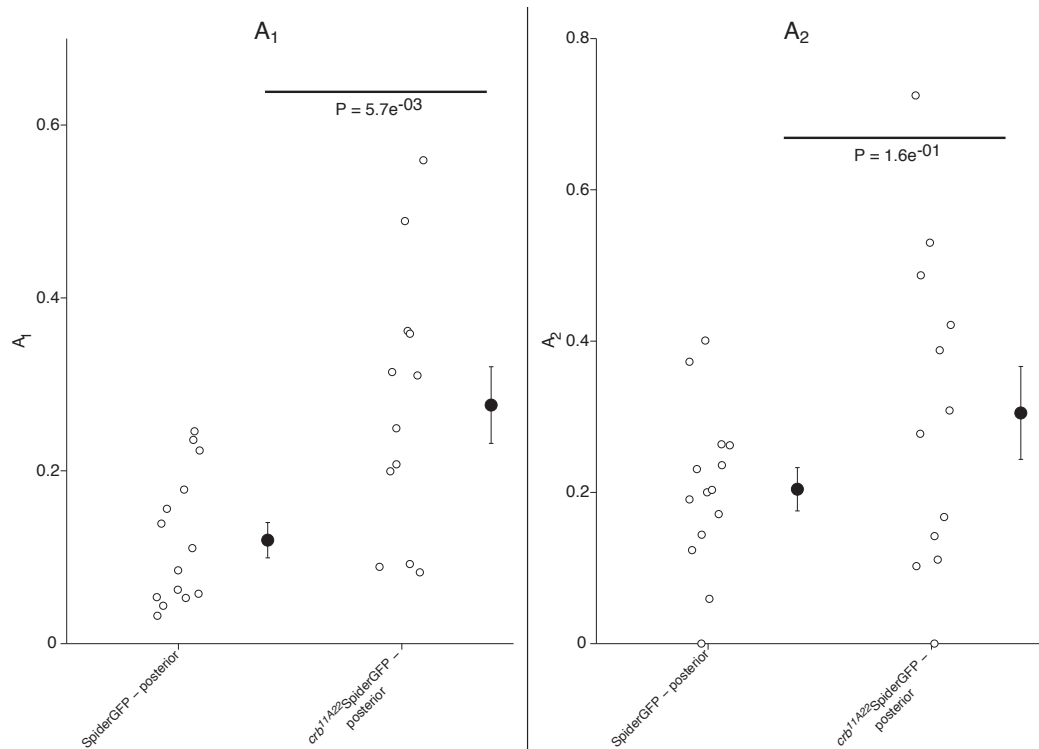 A₁
0.6
0.4
0.2
0
A₁
P = 5.7e⁻⁰³
SpiderGFP – posterior
crb¹¹ᴬ²²SpiderGFP –
posterior
A₂
0.8
0.6
0.4
0.2
0
A₂
P = 1.6e⁻⁰¹
SpiderGFP – posterior
crb¹¹ᴬ²²SpiderGFP –
posterior